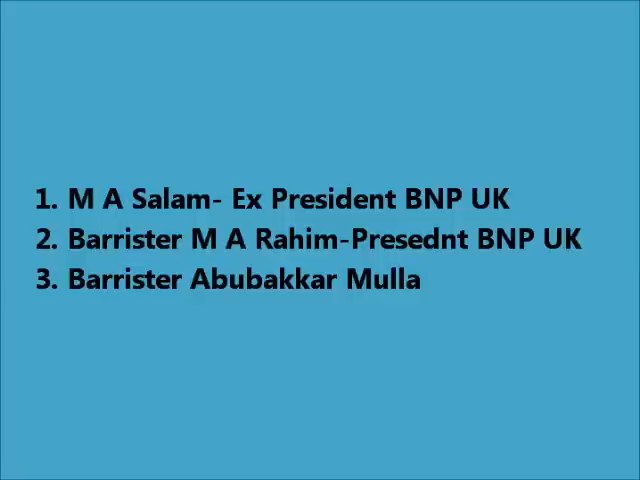 1. M A Salam- Ex President BNP UK
2. Barrister M A Rahim-Presednt BNP UK
3. Barrister Abubakkar Mulla